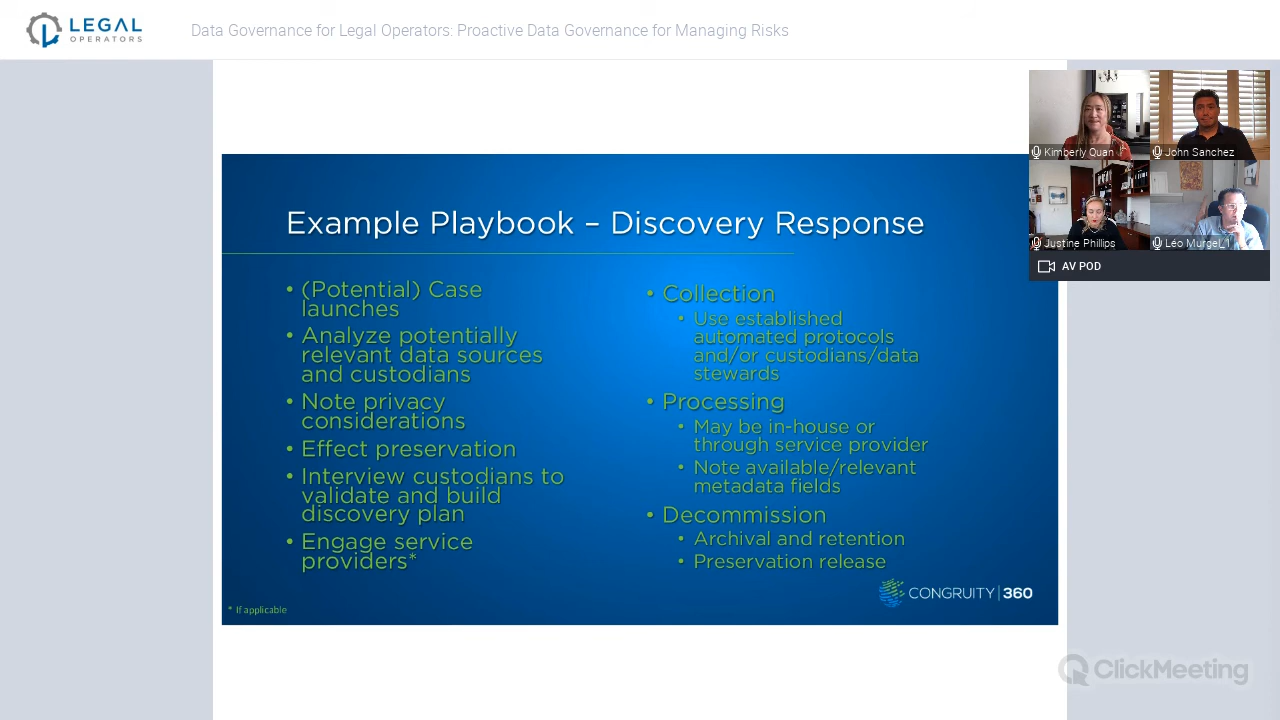 LEGAL
OPERATORS
Data Governance for Legal Operators: Proactive Data Governance for Managing Risks
Kimberly Quan
John Sanchez
Justine Phillips
Léo Murgel_1
AV POD
Example Playbook – Discovery Response
• (Potential) Case
launches
• Analyze potentially
relevant data sources
and custodians
• Note privacy
considerations
• Effect preservation
• Interview custodians to
validate and build
discovery plan
• Engage service
providers*
• Collection
• Use established
automated protocols
and/or custodians/data
stewards
• Processing
• May be in-house or
through service provider
• Note available/relevant
metadata fields
• Decommission
• Archival and retention
• Preservation release
CONGRUITY|360
* If applicable
ClickMeeting